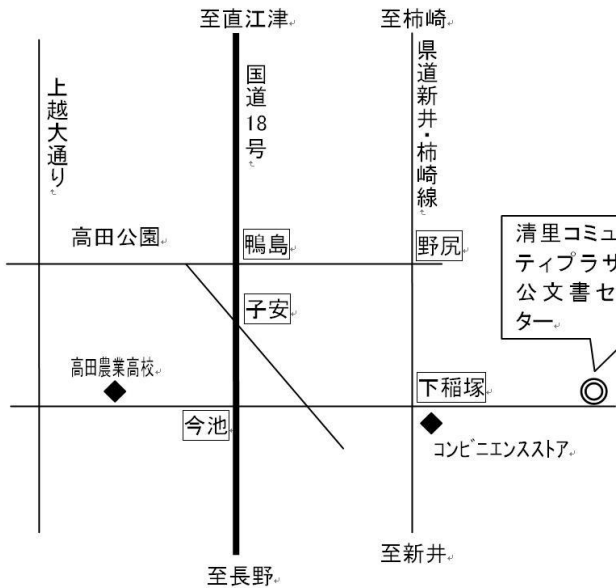 至直江津
至柿崎
上越大通り
国道18号
県道新井・柿崎線
高田公園
鴨島
野尻
清里コミュ
ティプラサ
公文書セ
ター
子安
高田農業高校
下稲塚
今池
コンビニエンスストア
至長野
至新井